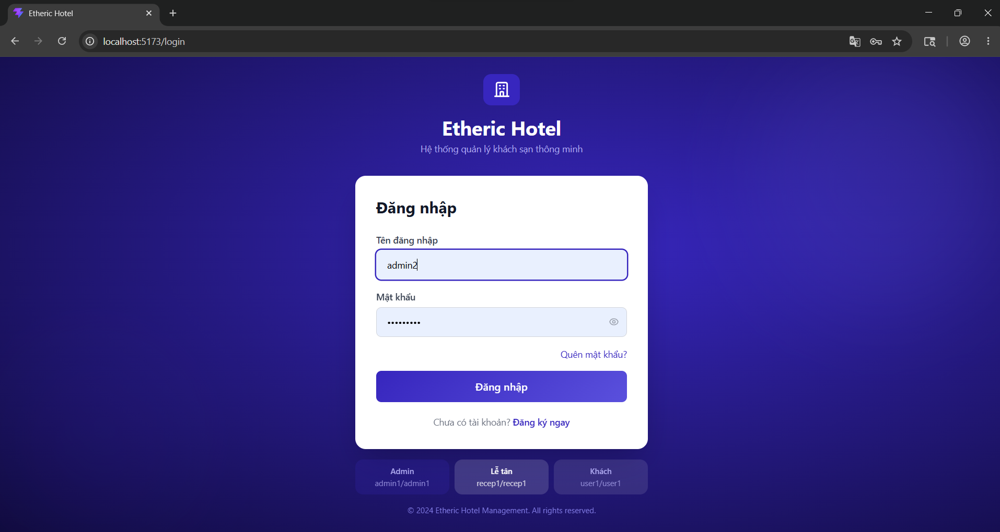 Etheric Hotel
localhost:5173/login
Etheric Hotel
Hệ thống quản lý khách sạn thông minh
Đăng nhập
Tên đăng nhập
admin2
Mật khẩu
•••••••••
Quên mật khẩu?
Đăng nhập
Chưa có tài khoản? Đăng ký ngay
Admin
admin1/admin1
Lễ tân
recep1/recep1
Khách
user1/user1
© 2024 Etheric Hotel Management. All rights reserved.